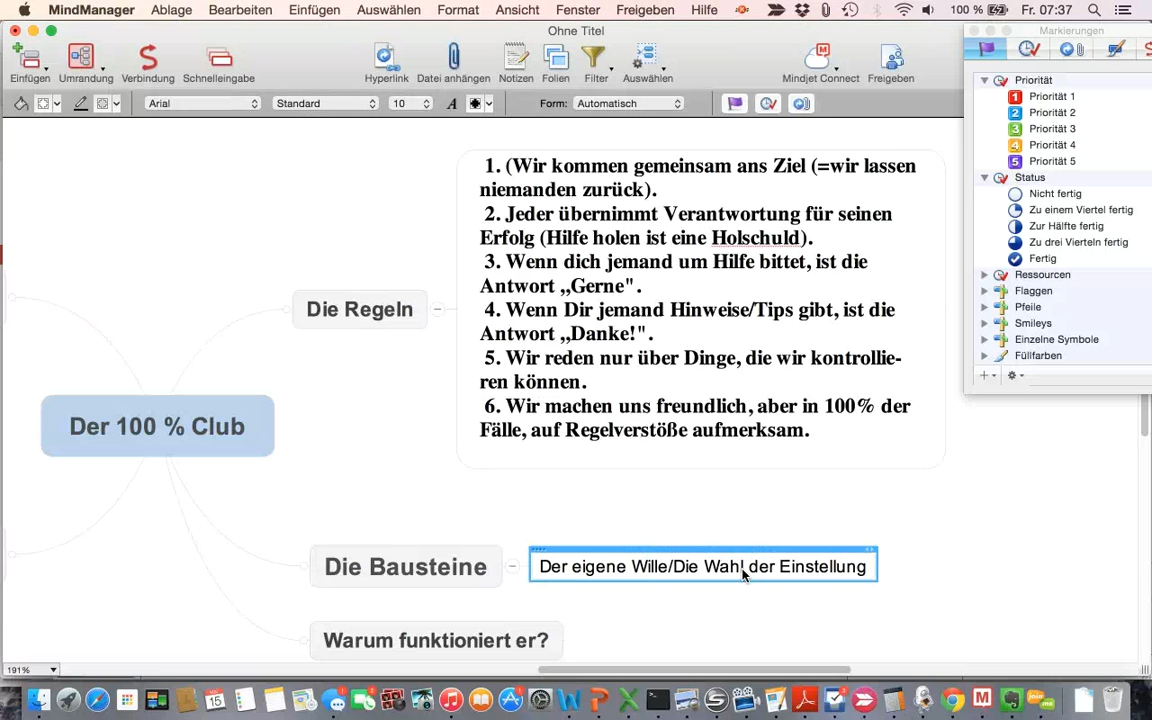 MindManager Ablage Bearbeiten Einfügen Auswählen Format Ansicht Fenster Freigeben Hilfe 100 % Fr. 07:37
Ohne Titel
Markierungen
Einfügen Umrandung Verbindung Schnelleingabe Hyperlink Datei anhängen Notizen Folien Filter Auswählen Mindjet Connect Freigeben
Arial Standard 10 A Form: Automatisch
Priorität
1 Priorität 1
2 Priorität 2
3 Priorität 3
4 Priorität 4
5 Priorität 5
Status
Nicht fertig
Zu einem Viertel fertig
Zur Hälfte fertig
Zu drei Vierteln fertig
Fertig
Ressourcen
Flaggen
Pfeile
Smileys
Einzelne Symbole
Füllfarben
1. (Wir kommen gemeinsam ans Ziel (=wir lassen
niemanden zurück).
2. Jeder übernimmt Verantwortung für seinen
Erfolg (Hilfe holen ist eine Holschuld).
3. Wenn dich jemand um Hilfe bittet, ist die
Antwort „Gerne".
4. Wenn Dir jemand Hinweise/Tips gibt, ist die
Antwort „Danke!".
5. Wir reden nur über Dinge, die wir kontrollie-
ren können.
6. Wir machen uns freundlich, aber in 100% der
Fälle, auf Regelverstöße aufmerksam.
Die Regeln
Der 100 % Club
Die Bausteine
Der eigene Wille/Die Wahl der Einstellung
Warum funktioniert er?
191%